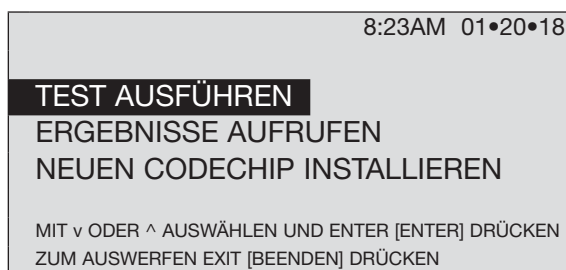 8:23AM 01•20•18
TEST AUSFÜHREN
ERGEBNISSE AUFRUFEN
NEUEN CODECHIP INSTALLIEREN
MIT v ODER ^ AUSWÄHLEN UND ENTER [ENTER] DRÜCKEN
ZUM AUSWERFEN EXIT [BEENDEN] DRÜCKEN